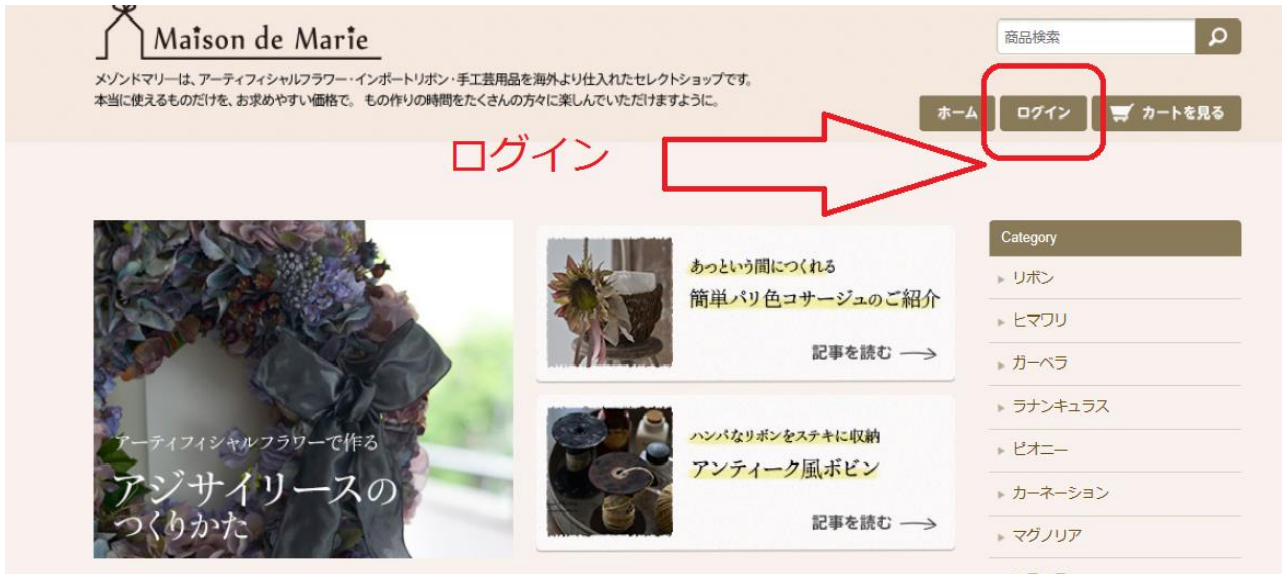 Maison de Marie
商品検索
メゾンドマリーは、アーティフィシャルフラワー・インポートリボン・手工芸用品を海外より仕入れたセレクトショップです。
本当に使えるものだけを、お求めやすい価格で。もの作りの時間をたくさんの方々に楽しんでいただけますように。
ホーム
ログイン
カートを見る
ログイン
アーティフィシャルフラワーで作る
アジサイリースの
つくりかた
あっという間につくれる
簡単パリ色コサージュのご紹介
記事を読む
ハンパなリボンをステキに収納
アンティーク風ボビン
記事を読む
Category
リボン
ヒマワリ
ガーベラ
ラナンキュラス
ピオニー
カーネーション
マグノリア